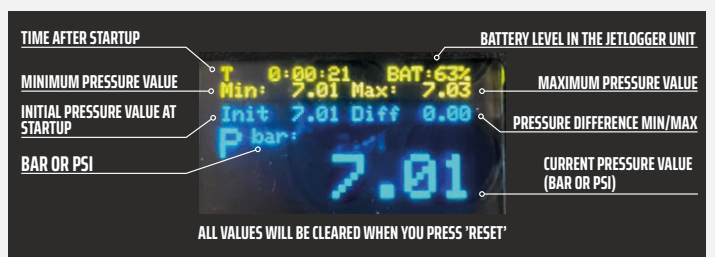 TIME AFTER STARTUP
BATTERY LEVEL IN THE JETLOGGER UNIT
T 0:00:21 BAT:63%
MINIMUM PRESSURE VALUE
Min: 7.01 Max: 7.03
MAXIMUM PRESSURE VALUE
INITIAL PRESSURE VALUE AT
STARTUP
Init 7.01 Diff 0.00
PRESSURE DIFFERENCE MIN/MAX
BAR OR PSI
P bar:
7.01
CURRENT PRESSURE VALUE
(BAR OR PSI)
ALL VALUES WILL BE CLEARED WHEN YOU PRESS 'RESET'